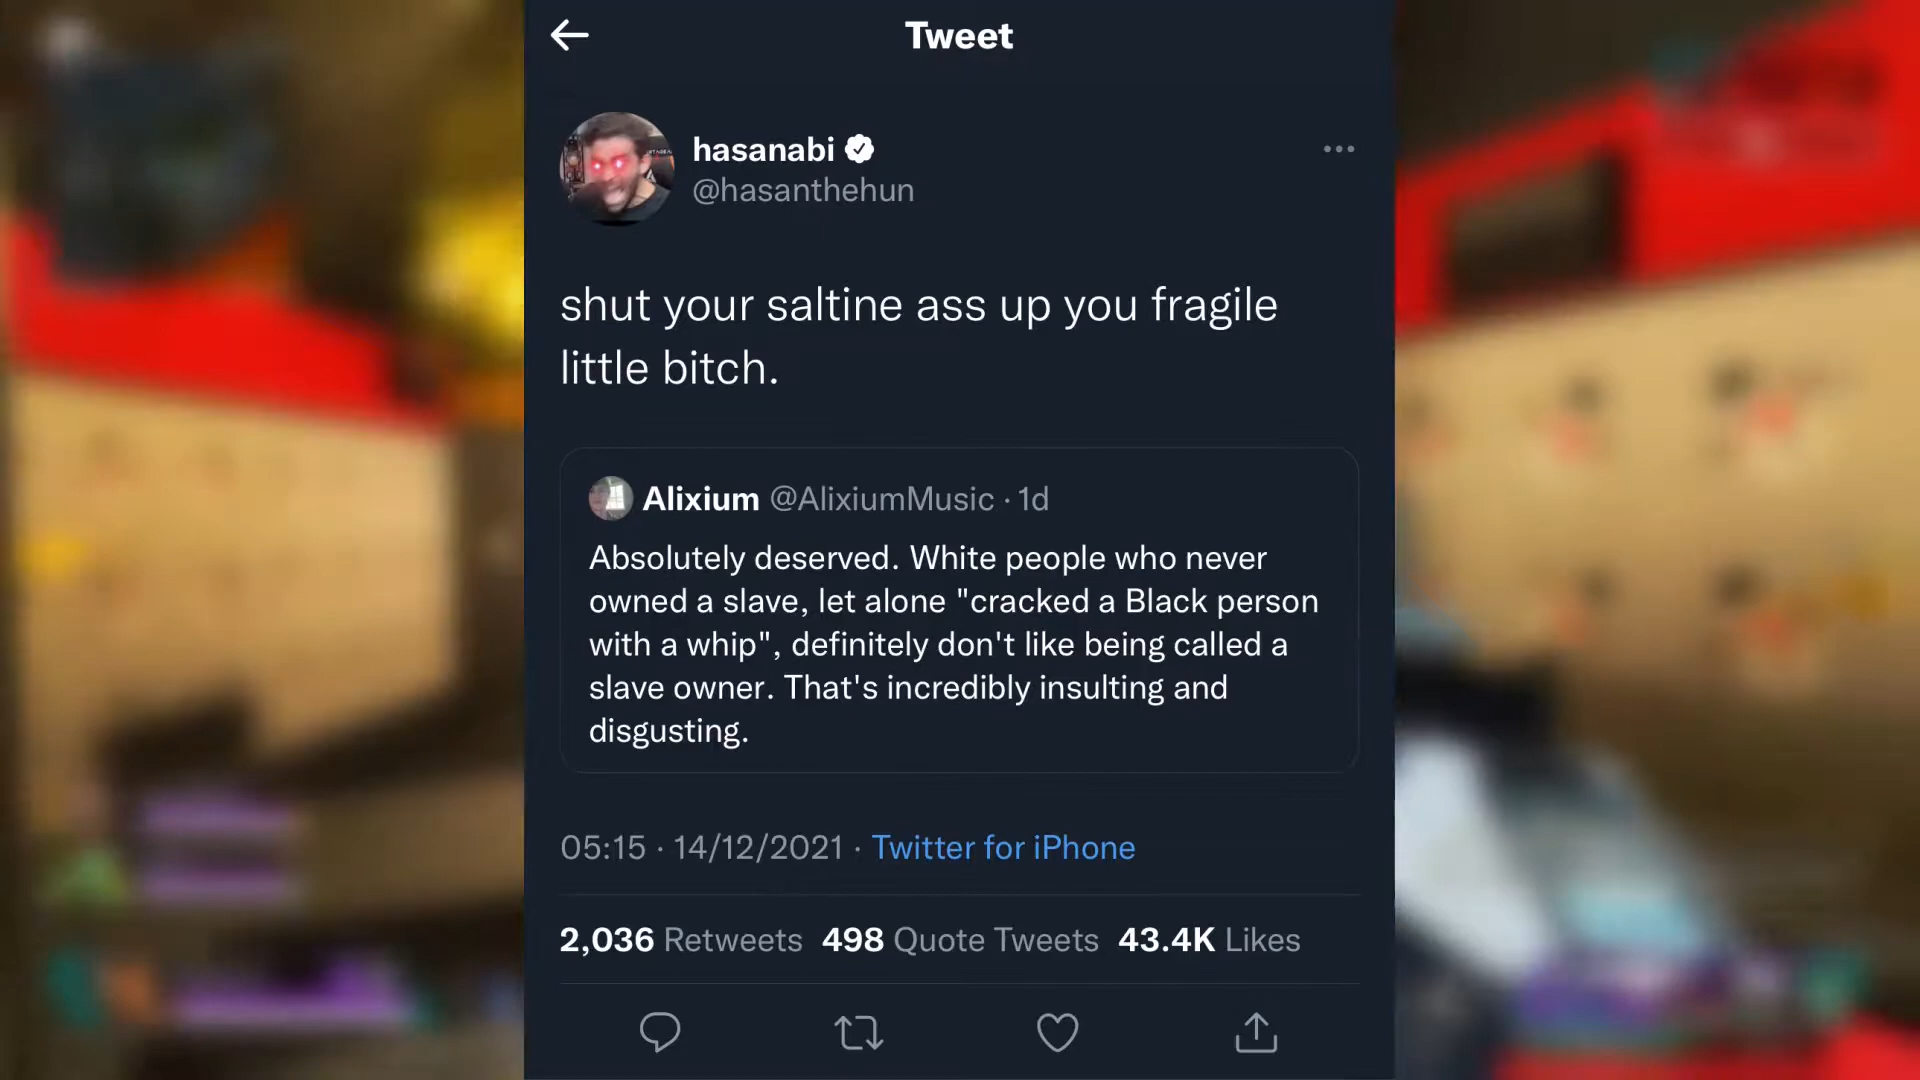 Tweet
hasanabi
@hasanthehun
shut your saltine ass up you fragile
little bitch.
Alixium @AlixiumMusic · 1d
Absolutely deserved. White people who never
owned a slave, let alone "cracked a Black person
with a whip", definitely don't like being called a
slave owner. That's incredibly insulting and
disgusting.
05:15 · 14/12/2021 · Twitter for iPhone
2,036 Retweets 498 Quote Tweets 43.4K Likes